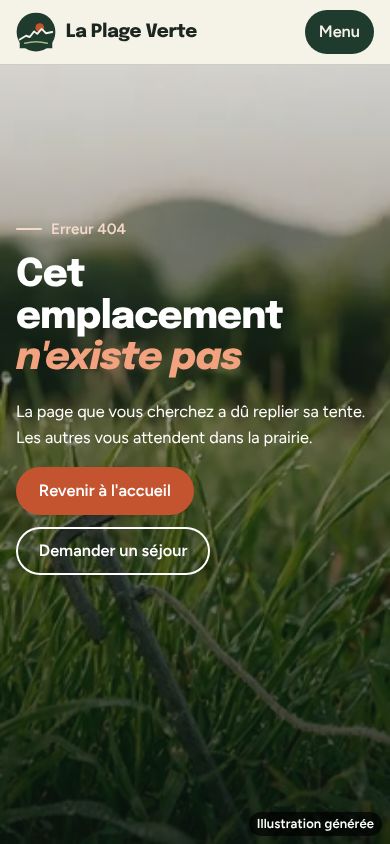 La Plage Verte
Menu
Erreur 404
Cet
emplacement
n'existe pas
La page que vous cherchez a dû replier sa tente.
Les autres vous attendent dans la prairie.
Revenir à l'accueil
Demander un séjour
Illustration générée